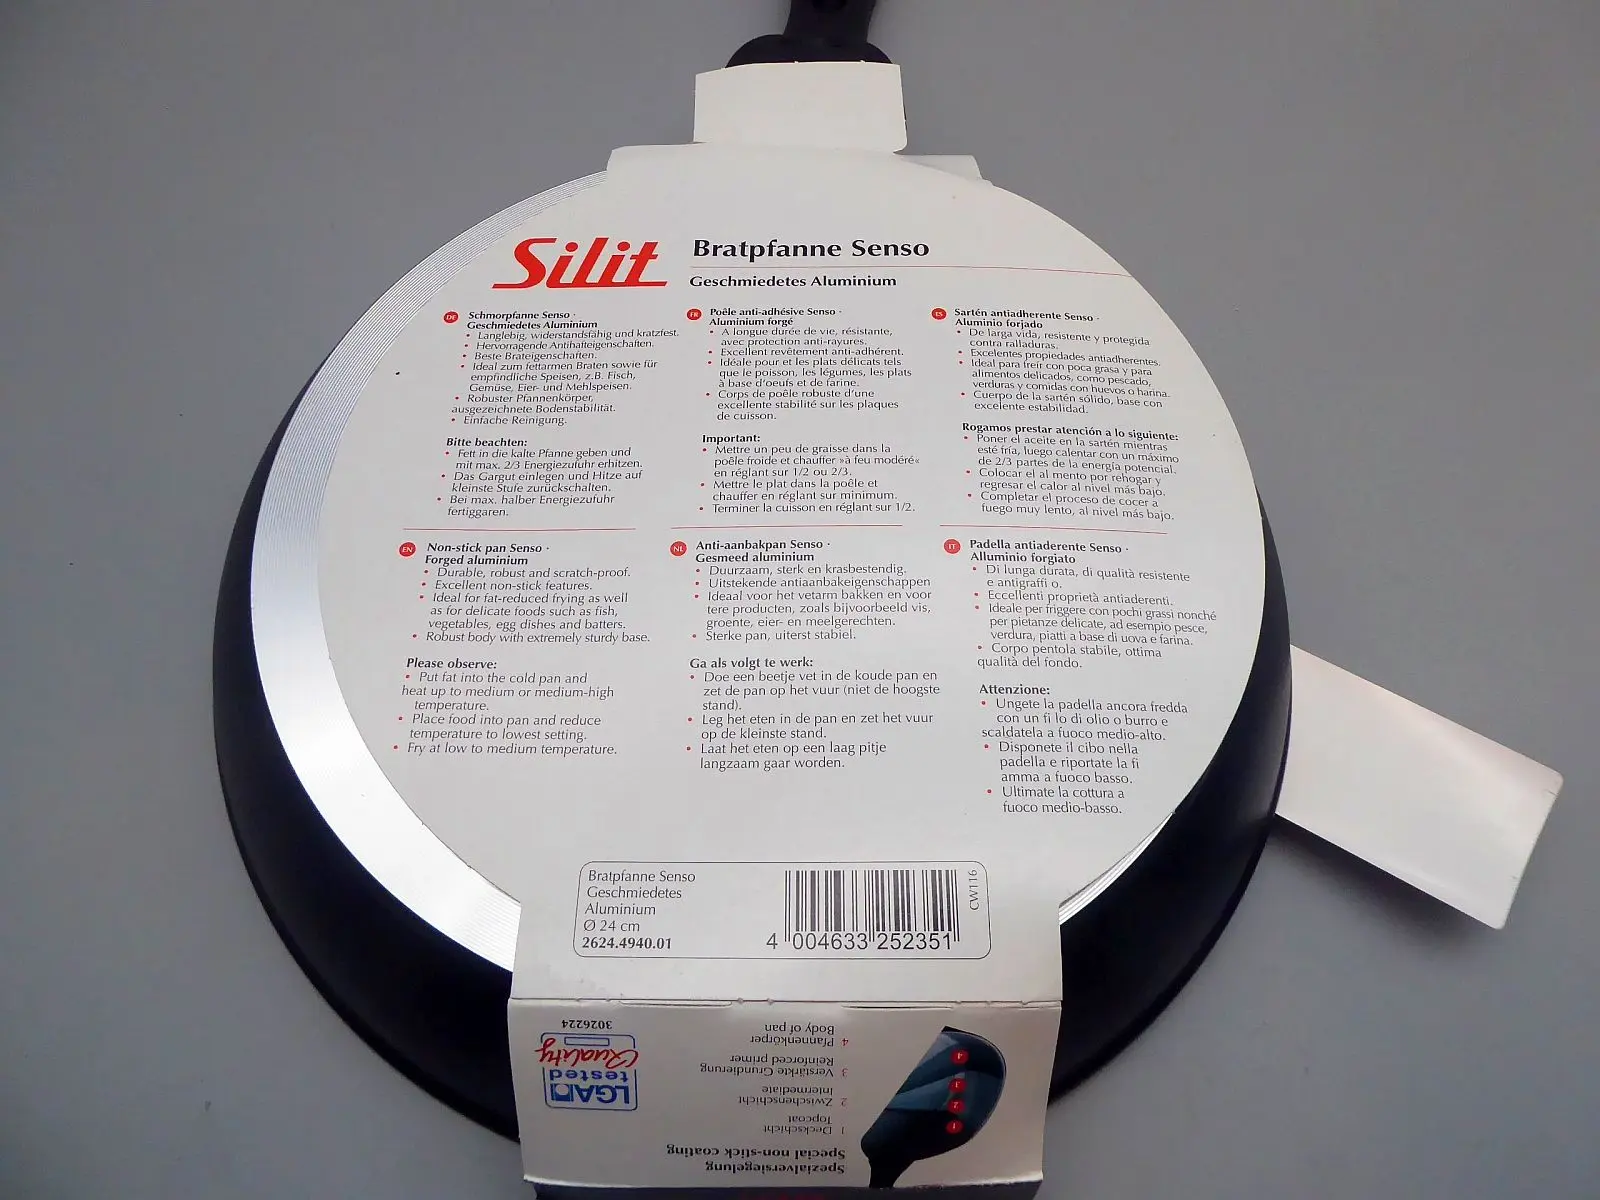 Silit
Bratpfanne Senso
Geschmiedetes Aluminium
DE
Schmorpfanne Senso ·
Geschmiedetes Aluminium
• Langlebig, widerstandsfähig und kratzfest.
• Hervorragende Antihafteigenschaften.
• Beste Brateigenschaften.
• Ideal zum fettarmen Braten sowie für
empfindliche Speisen, z.B. Fisch,
Gemüse, Eier- und Mehlspeisen.
• Robuster Pfannenkörper,
ausgezeichnete Bodenstabilität.
• Einfache Reinigung.
Bitte beachten:
• Fett in die kalte Pfanne geben und
mit max. 2/3 Energiezufuhr erhitzen.
• Das Gargut einlegen und Hitze auf
kleinste Stufe zurückschalten.
• Bei max. halber Energiezufuhr
fertiggaren.
FR
Poêle anti-adhésive Senso ·
Aluminium forgé
• A longue durée de vie, résistante,
avec protection anti-rayures.
• Excellent revêtement anti-adhérent.
• Idéale pour et les plats délicats tels
que le poisson, les légumes, les plats
à base d'oeufs et de farine.
• Corps de poêle robuste d'une
excellente stabilité sur les plaques
de cuisson.
Important:
• Mettre un peu de graisse dans la
poêle froide et chauffer »à feu modéré«
en réglant sur 1/2 ou 2/3.
• Mettre le plat dans la poêle et
chauffer en réglant sur minimum.
• Terminer la cuisson en réglant sur 1/2.
ES
Sartén antiadherente Senso ·
Aluminio forjado
• De larga vida, resistente y protegida
contra ralladuras.
• Excelentes propiedades antiadherentes.
• Ideal para freír con poca grasa y para
alimentos delicados, como pescado,
verduras y comidas con huevos o harina.
• Cuerpo de la sartén sólido, base con
excelente estabilidad.
Rogamos prestar atención a lo siguiente:
• Poner el aceite en la sartén mientras
esté fría, luego calentar con un máximo
de 2/3 partes de la energía potencial.
• Colocar el al mento por rehogar y
regresar el calor al nivel más bajo.
• Completar el proceso de cocer a
fuego muy lento, al nivel más bajo.
EN
Non-stick pan Senso ·
Forged aluminium
• Durable, robust and scratch-proof.
• Excellent non-stick features.
• Ideal for fat-reduced frying as well
as for delicate foods such as fish,
vegetables, egg dishes and batters.
• Robust body with extremely sturdy base.
Please observe:
• Put fat into the cold pan and
heat up to medium or medium-high
temperature.
• Place food into pan and reduce
temperature to lowest setting.
• Fry at low to medium temperature.
NL
Anti-aanbakpan Senso ·
Gesmeed aluminium
• Duurzaam, sterk en krasbestendig.
• Uitstekende antiaanbakeigenschappen
• Ideaal voor het vetarm bakken en voor
tere producten, zoals bijvoorbeeld vis,
groente, eier- en meelgerechten.
• Sterke pan, uiterst stabiel.
Ga als volgt te werk:
• Doe een beetje vet in de koude pan en
zet de pan op het vuur (niet de hoogste
stand).
• Leg het eten in de pan en zet het vuur
op de kleinste stand.
• Laat het eten op een laag pitje
langzaam gaar worden.
IT
Padella antiaderente Senso ·
Alluminio forgiato
• Di lunga durata, di qualità resistente
e antigraffi o.
• Eccellenti proprietà antiaderenti.
• Ideale per friggere con pochi grassi nonché
per pietanze delicate, ad esempio pesce,
verdura, piatti a base di uova e farina.
• Corpo pentola stabile, ottima
qualità del fondo.
Attenzione:
• Ungete la padella ancora fredda
con un fi lo di olio o burro e
scaldatela a fuoco medio-alto.
• Disponete il cibo nella
padella e riportate la fi
amma a fuoco basso.
• Ultimate la cottura a
fuoco medio-basso.
Bratpfanne Senso
Geschmiedetes
Aluminium
Ø 24 cm
2624.4940.01
4 004633 252351
CW116
Spezialversiegelung
Special non-stick coating
1 Deckschicht
Topcoat
2 Zwischenschicht
Intermediate
3 Verstärkte Grundierung
Reinforced primer
4 Pfannenkörper
Body of pan
1
2
3
4
LGA
tested
Quality
3026224